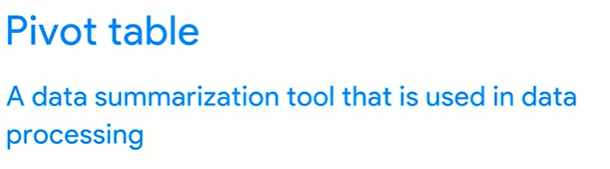 Pivot table
A data summarization tool that is used in data
processing